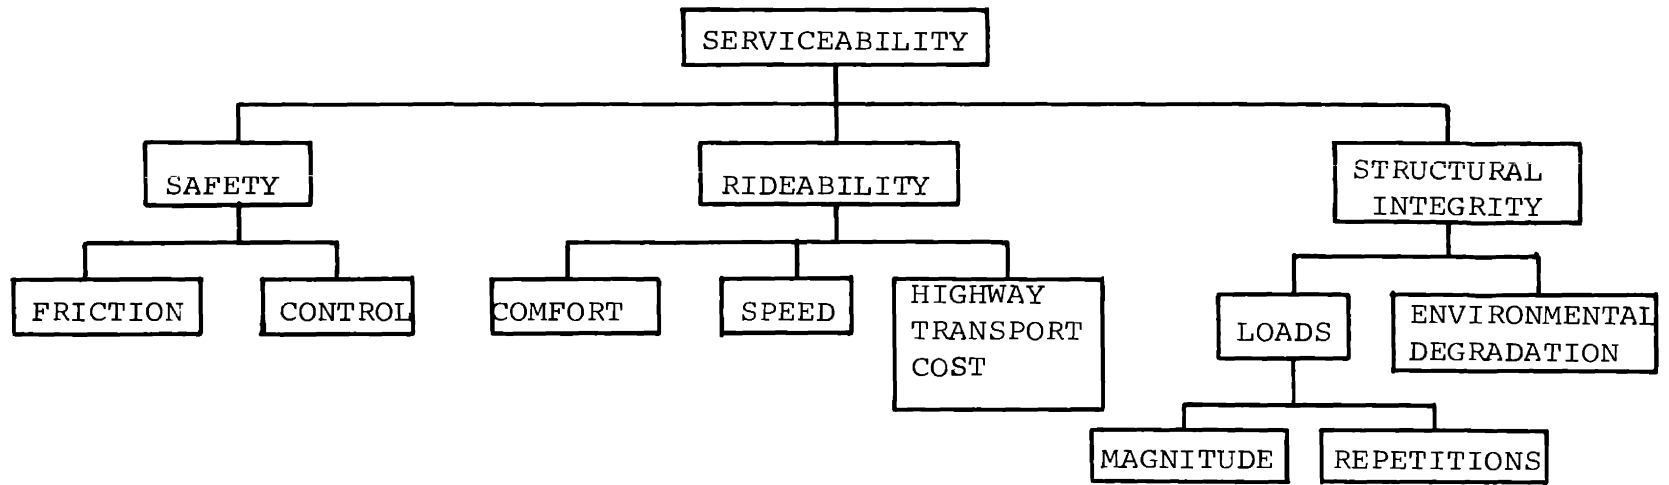 SERVICEABILITY
SAFETY
RIDEABILITY
STRUCTURAL
INTEGRITY
FRICTION
CONTROL
COMFORT
SPEED
HIGHWAY
TRANSPORT
COST
LOADS
ENVIRONMENTAL
DEGRADATION
MAGNITUDE
REPETITIONS